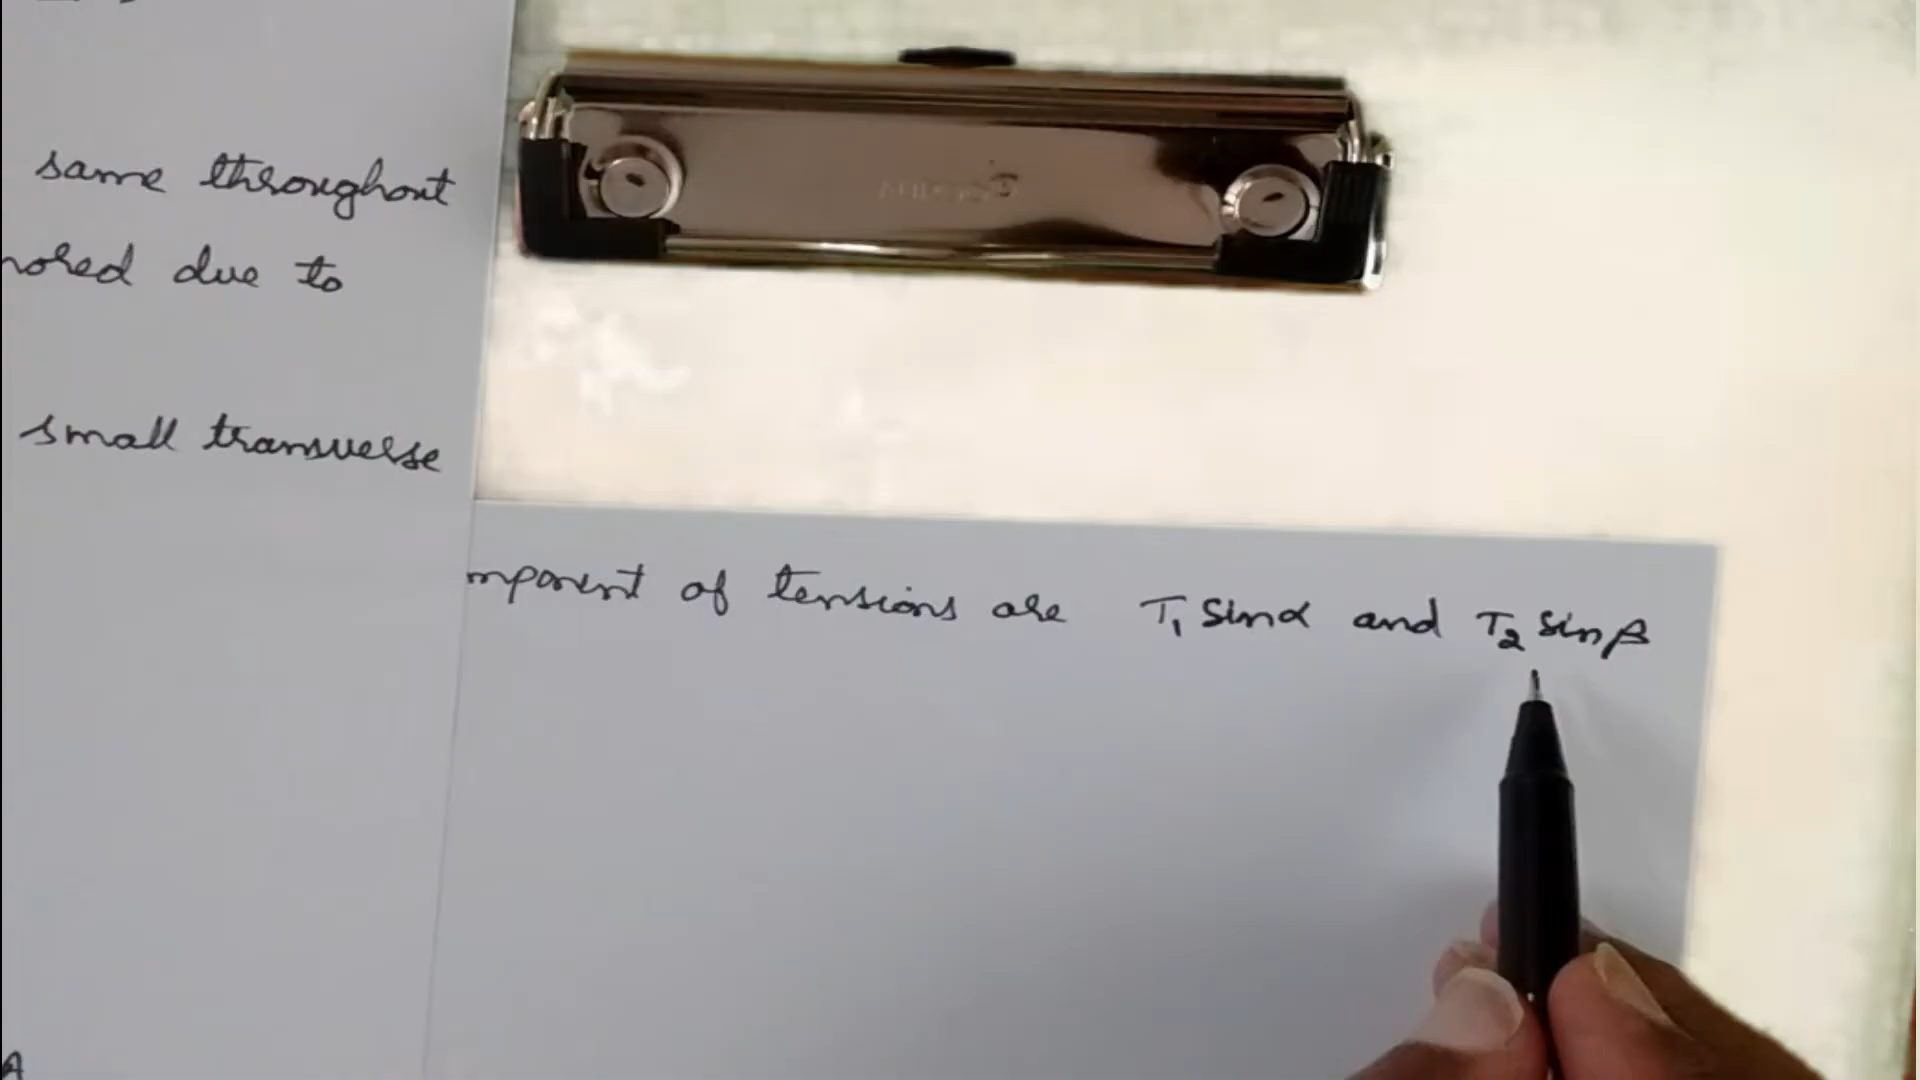 same throughout
nored due to
small transverse
mponent of tensions are T₁ sinα and T₂ sinβ
A